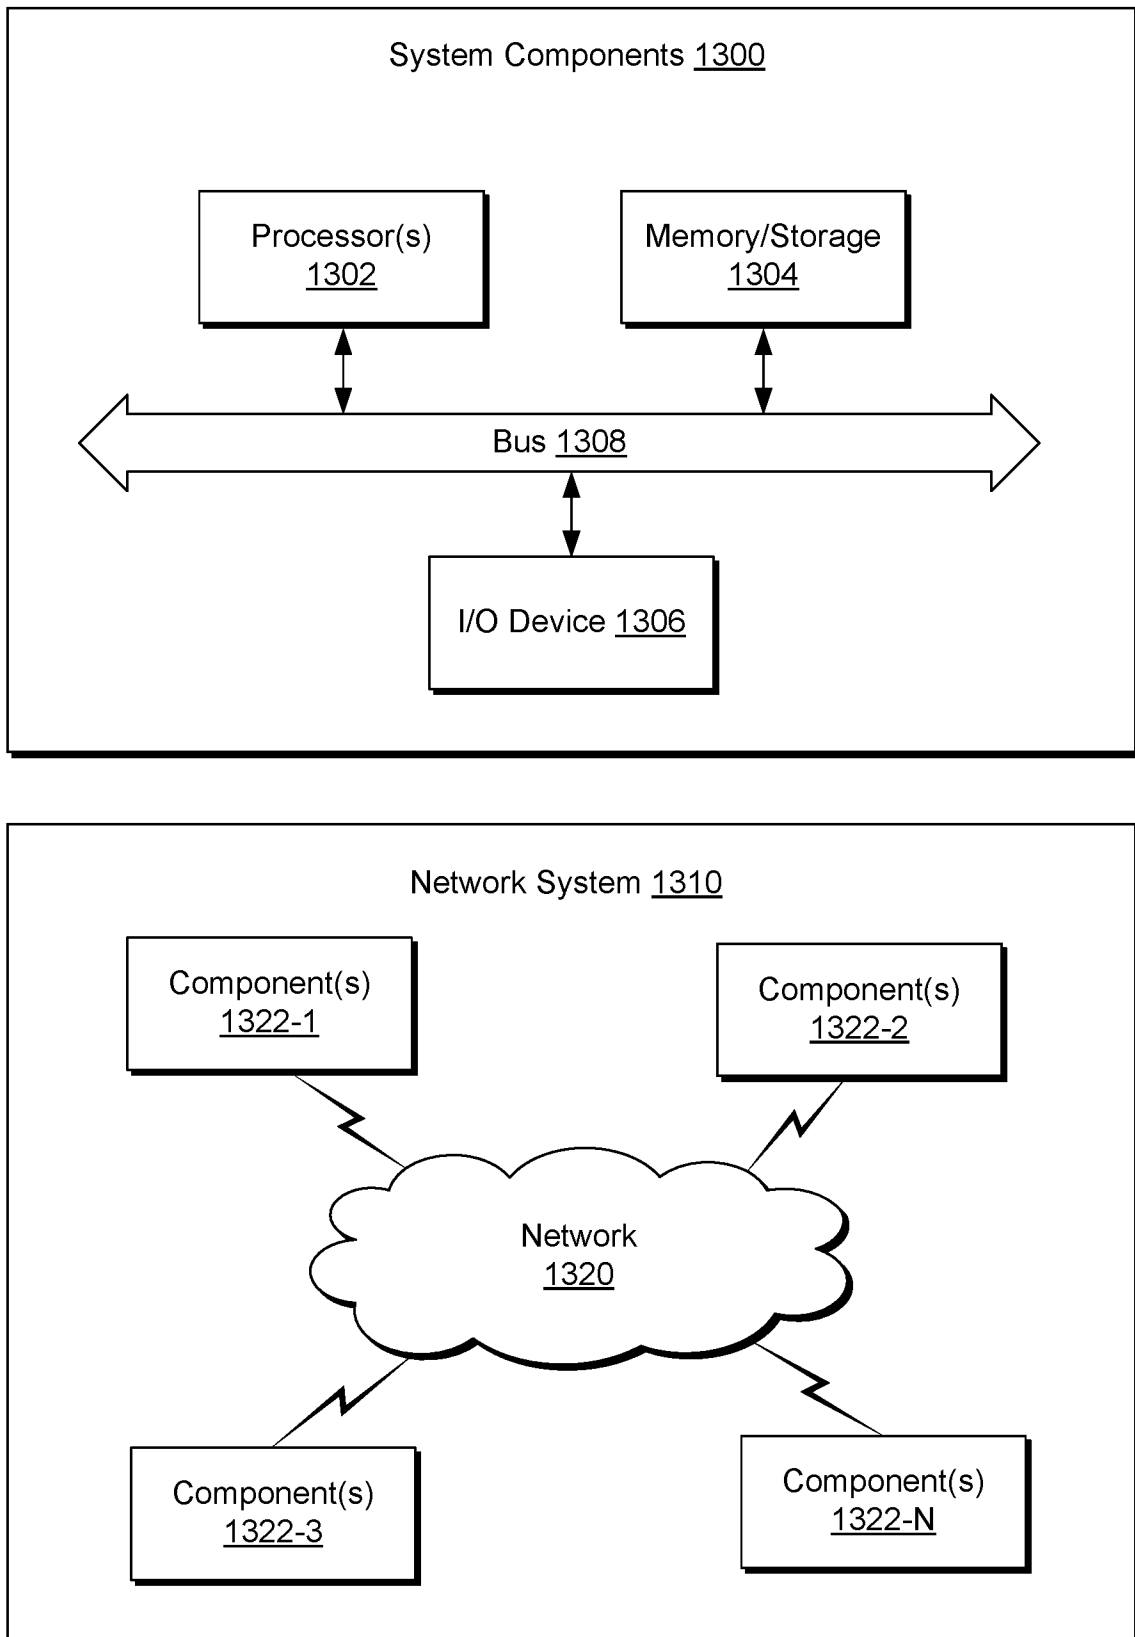 System Components 1300
Processor(s)
1302
Memory/Storage
1304
Bus 1308
I/O Device 1306
Network System 1310
Component(s)
1322-1
Component(s)
1322-2
Network
1320
Component(s)
1322-3
Component(s)
1322-N